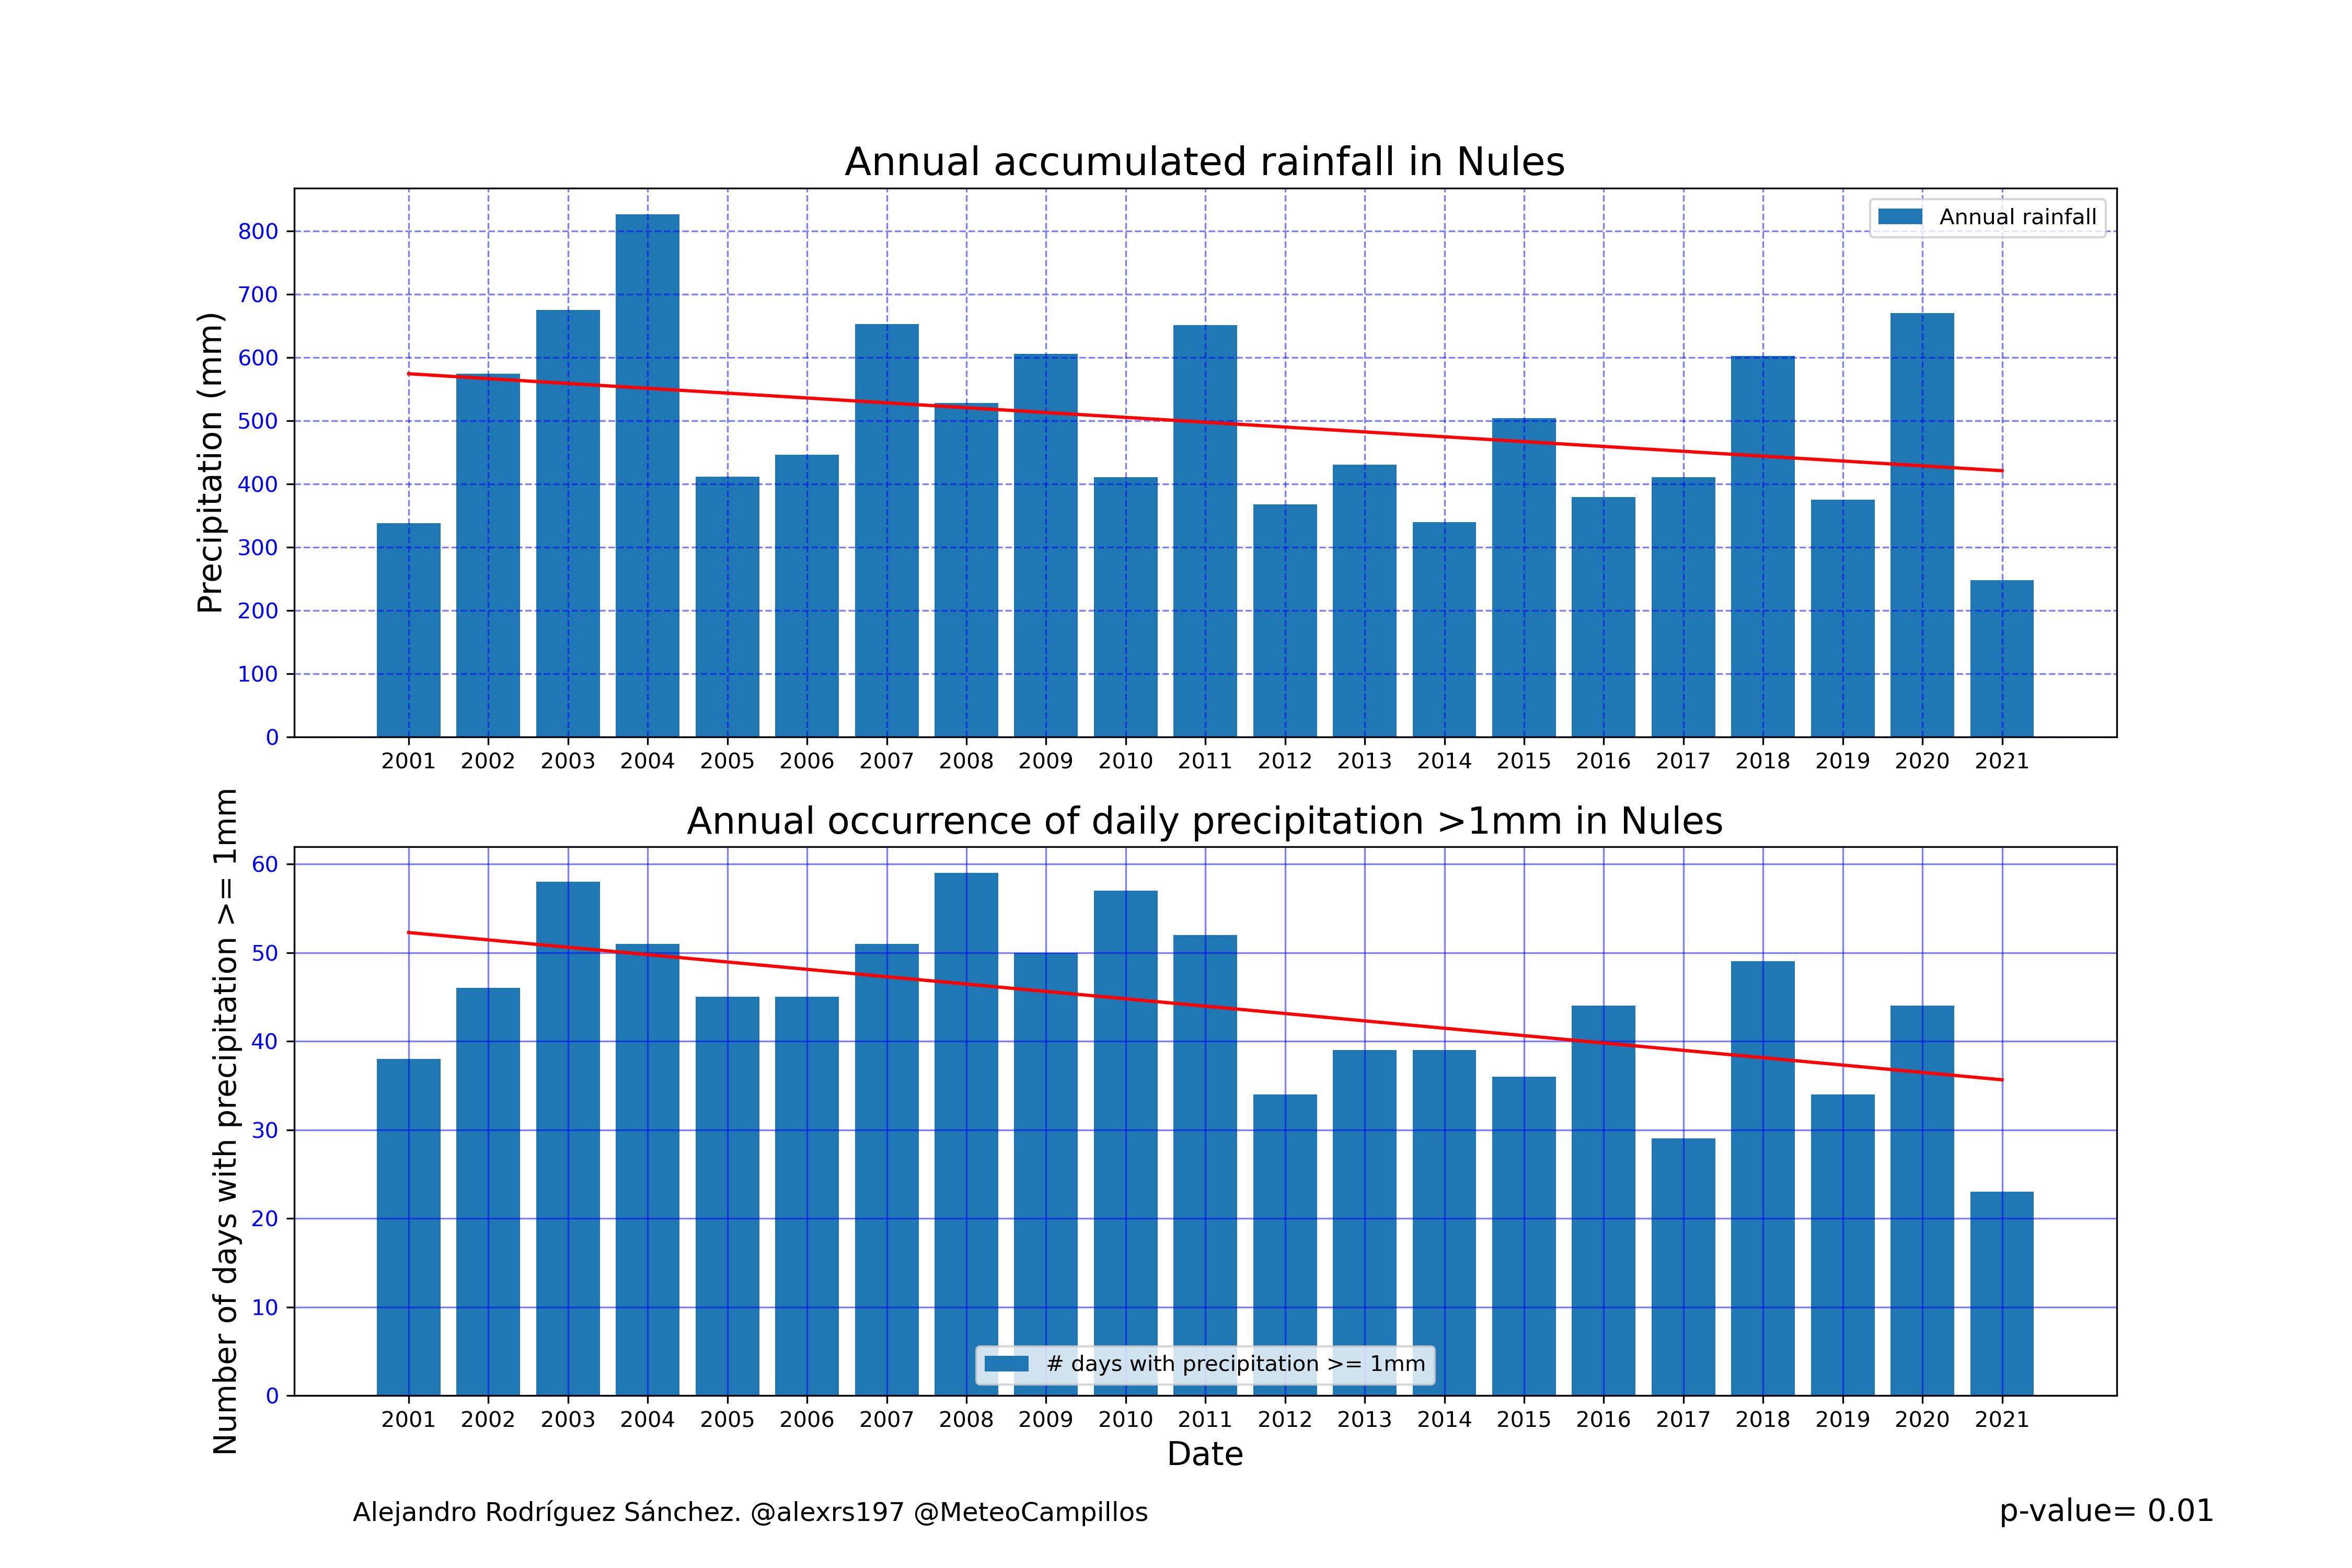 Annual accumulated rainfall in Nules
Precipitation (mm)
800
700
600
500
400
300
200
100
0
Annual rainfall
2001 2002 2003 2004 2005 2006 2007 2008 2009 2010 2011 2012 2013 2014 2015 2016 2017 2018 2019 2020 2021
Annual occurrence of daily precipitation >1mm in Nules
Number of days with precipitation >= 1mm
60
50
40
30
20
10
0
# days with precipitation >= 1mm
2001 2002 2003 2004 2005 2006 2007 2008 2009 2010 2011 2012 2013 2014 2015 2016 2017 2018 2019 2020 2021
Date
Alejandro Rodríguez Sánchez. @alexrs197 @MeteoCampillos
p-value= 0.01